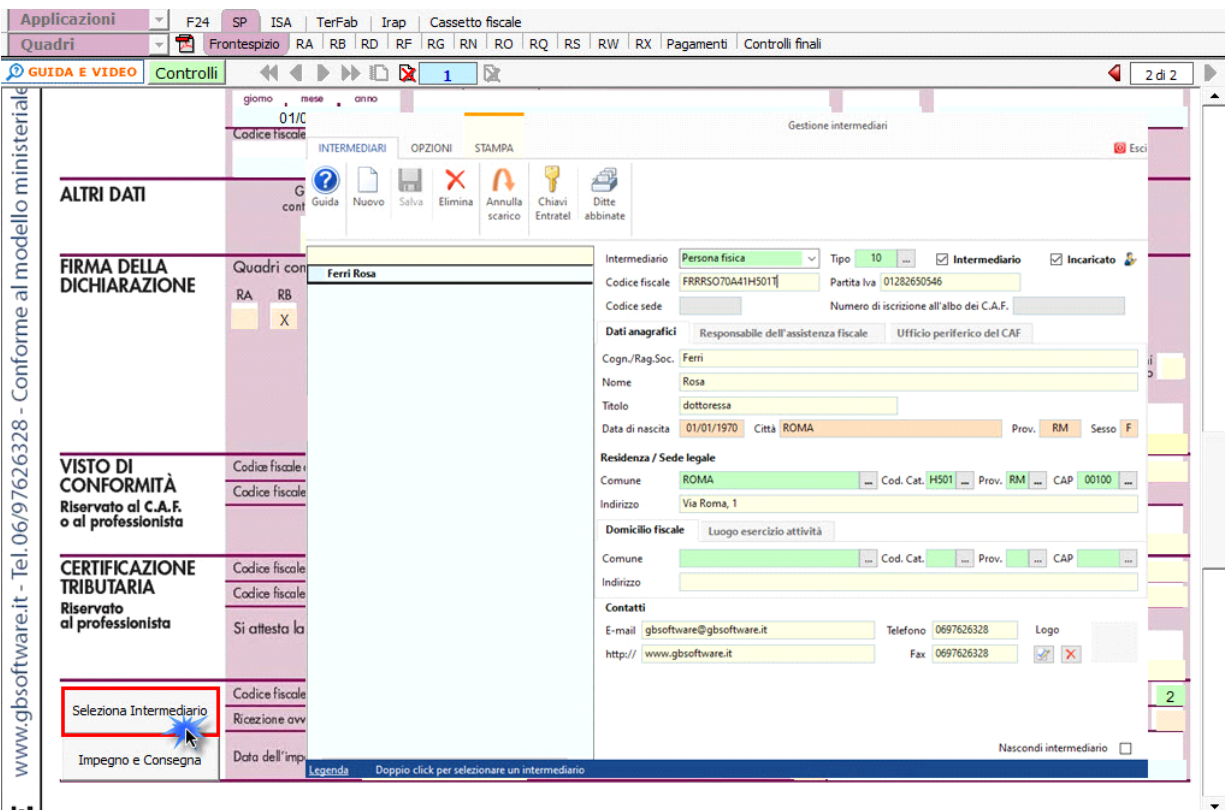 Applicazioni F24 SP ISA TerFab Irap Cassetto fiscale
Quadri Frontespizio RA RB RD RF RG RN RO RQ RS RW RX Pagamenti Controlli finali
GUIDA E VIDEO Controlli 1 2 di 2
www.gbsoftware.it - Tel.06/97626328 - Conforme al modello ministeriale
giorno mese anno
01/0
Codice fiscale
Gestione intermediari
INTERMEDIARI OPZIONI STAMPA Esci
Guida Nuovo Salva Elimina Annulla scarico Chiavi Entratel Ditte abbinate
ALTRI DATI G
cont
FIRMA DELLA
DICHIARAZIONE
Quadri con
RA RB
X
Ferri Rosa
Intermediario Persona fisica Tipo 10 ... Intermediario Incaricato
Codice fiscale FRRRSO70A41H501T Partita Iva 01282650546
Codice sede Numero di iscrizione all'albo dei C.A.F.
Dati anagrafici Responsabile dell'assistenza fiscale Ufficio periferico del CAF
Cogn./Rag.Soc. Ferri
Nome Rosa
Titolo dottoressa
Data di nascita 01/01/1970 Città ROMA Prov. RM Sesso F
Residenza / Sede legale
Comune ROMA ... Cod. Cat. H501 ... Prov. RM ... CAP 00100 ...
Indirizzo Via Roma, 1
Domicilio fiscale Luogo esercizio attività
Comune ... Cod. Cat. ... Prov. ... CAP ...
Indirizzo
Contatti
E-mail gbsoftware@gbsoftware.it Telefono 0697626328 Logo
http:// www.gbsoftware.it Fax 0697626328
VISTO DI
CONFORMITÀ
Riservato al C.A.F.
o al professionista
Codice fiscale
Codice fiscale
CERTIFICAZIONE
TRIBUTARIA
Riservato
al professionista
Codice fiscale
Codice fiscale
Si attesta la
Seleziona Intermediario
Codice fiscale 2
Ricezione avv
Impegno e Consegna
Data dell'imp
Nascondi intermediario
Legenda Doppio click per selezionare un intermediario